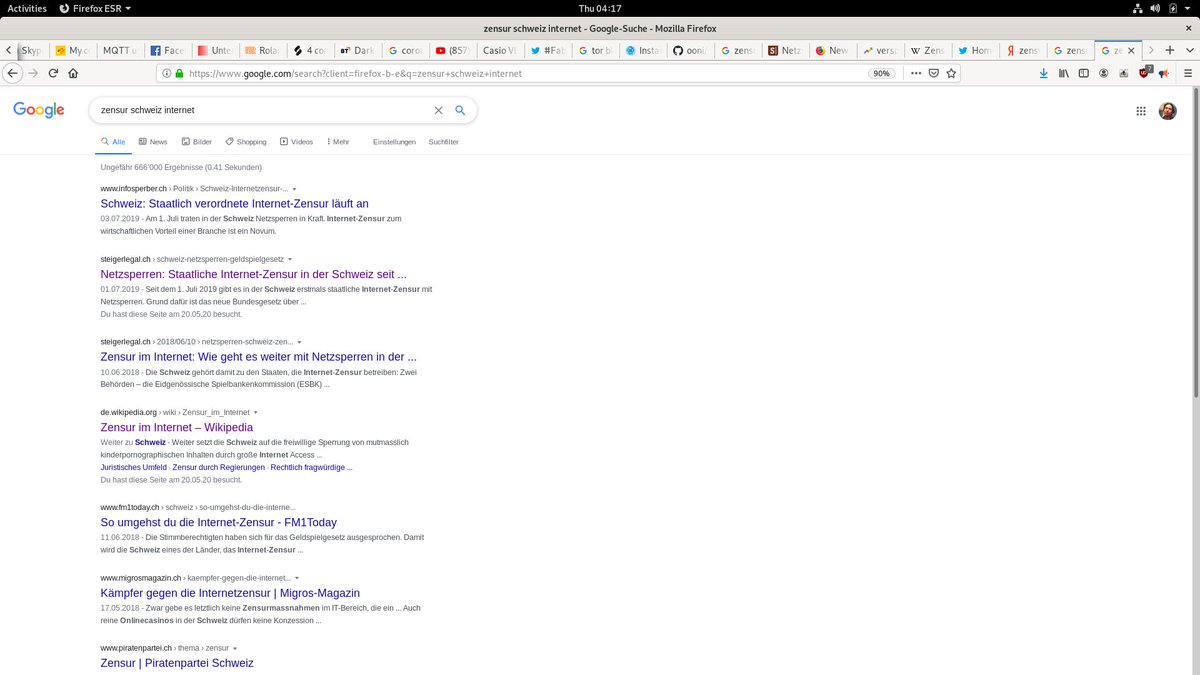 Activities Firefox ESR Thu 04:17
zensur schweiz internet - Google-Suche - Mozilla Firefox
Skyp My c MQTT u Face Unte Rolan 4 co Dark coro (857) Casio VL #Fab tor bl Insta ooni/ zensu Netz New versc Zens Hom zens zens ze
https://www.google.com/search?client=firefox-b-e&q=zensur+schweiz+internet 90% 7
Google zensur schweiz internet
Alle News Bilder Shopping Videos Mehr Einstellungen Suchfilter
Ungefähr 666'000 Ergebnisse (0.41 Sekunden)
www.infosperber.ch › Politik › Schweiz-Internetzensur-...
Schweiz: Staatlich verordnete Internet-Zensur läuft an
03.07.2019 - Am 1. Juli traten in der Schweiz Netzsperren in Kraft. Internet-Zensur zum
wirtschaftlichen Vorteil einer Branche ist ein Novum.
steigerlegal.ch › schweiz-netzsperren-geldspielgesetz
Netzsperren: Staatliche Internet-Zensur in der Schweiz seit ...
01.07.2019 - Seit dem 1. Juli 2019 gibt es in der Schweiz erstmals staatliche Internet-Zensur mit
Netzsperren. Grund dafür ist das neue Bundesgesetz über ...
Du hast diese Seite am 20.05.20 besucht.
steigerlegal.ch › 2018/06/10 › netzsperren-schweiz-zen...
Zensur im Internet: Wie geht es weiter mit Netzsperren in der ...
10.06.2018 - Die Schweiz gehört damit zu den Staaten, die Internet-Zensur betreiben: Zwei
Behörden – die Eidgenössische Spielbankenkommission (ESBK) ...
de.wikipedia.org › wiki › Zensur_im_Internet
Zensur im Internet – Wikipedia
Weiter zu Schweiz - Weiter setzt die Schweiz auf die freiwillige Sperrung von mutmasslich
kinderpornographischen Inhalten durch große Internet Access ...
Juristisches Umfeld · Zensur durch Regierungen · Rechtlich fragwürdige ...
Du hast diese Seite am 20.05.20 besucht.
www.fm1today.ch › schweiz › so-umgehst-du-die-interne...
So umgehst du die Internet-Zensur - FM1Today
11.06.2018 - Die Stimmberechtigten haben sich für das Geldspielgesetz ausgesprochen. Damit
wird die Schweiz eines der Länder, das Internet-Zensur ...
www.migrosmagazin.ch › kaempfer-gegen-die-internet...
Kämpfer gegen die Internetzensur | Migros-Magazin
17.05.2018 - Zwar gebe es letztlich keine Zensurmassnahmen im IT-Bereich, die ein ... Auch
reine Onlinecasinos in der Schweiz dürfen keine Konzession ...
www.piratenpartei.ch › thema › zensur
Zensur | Piratenpartei Schweiz